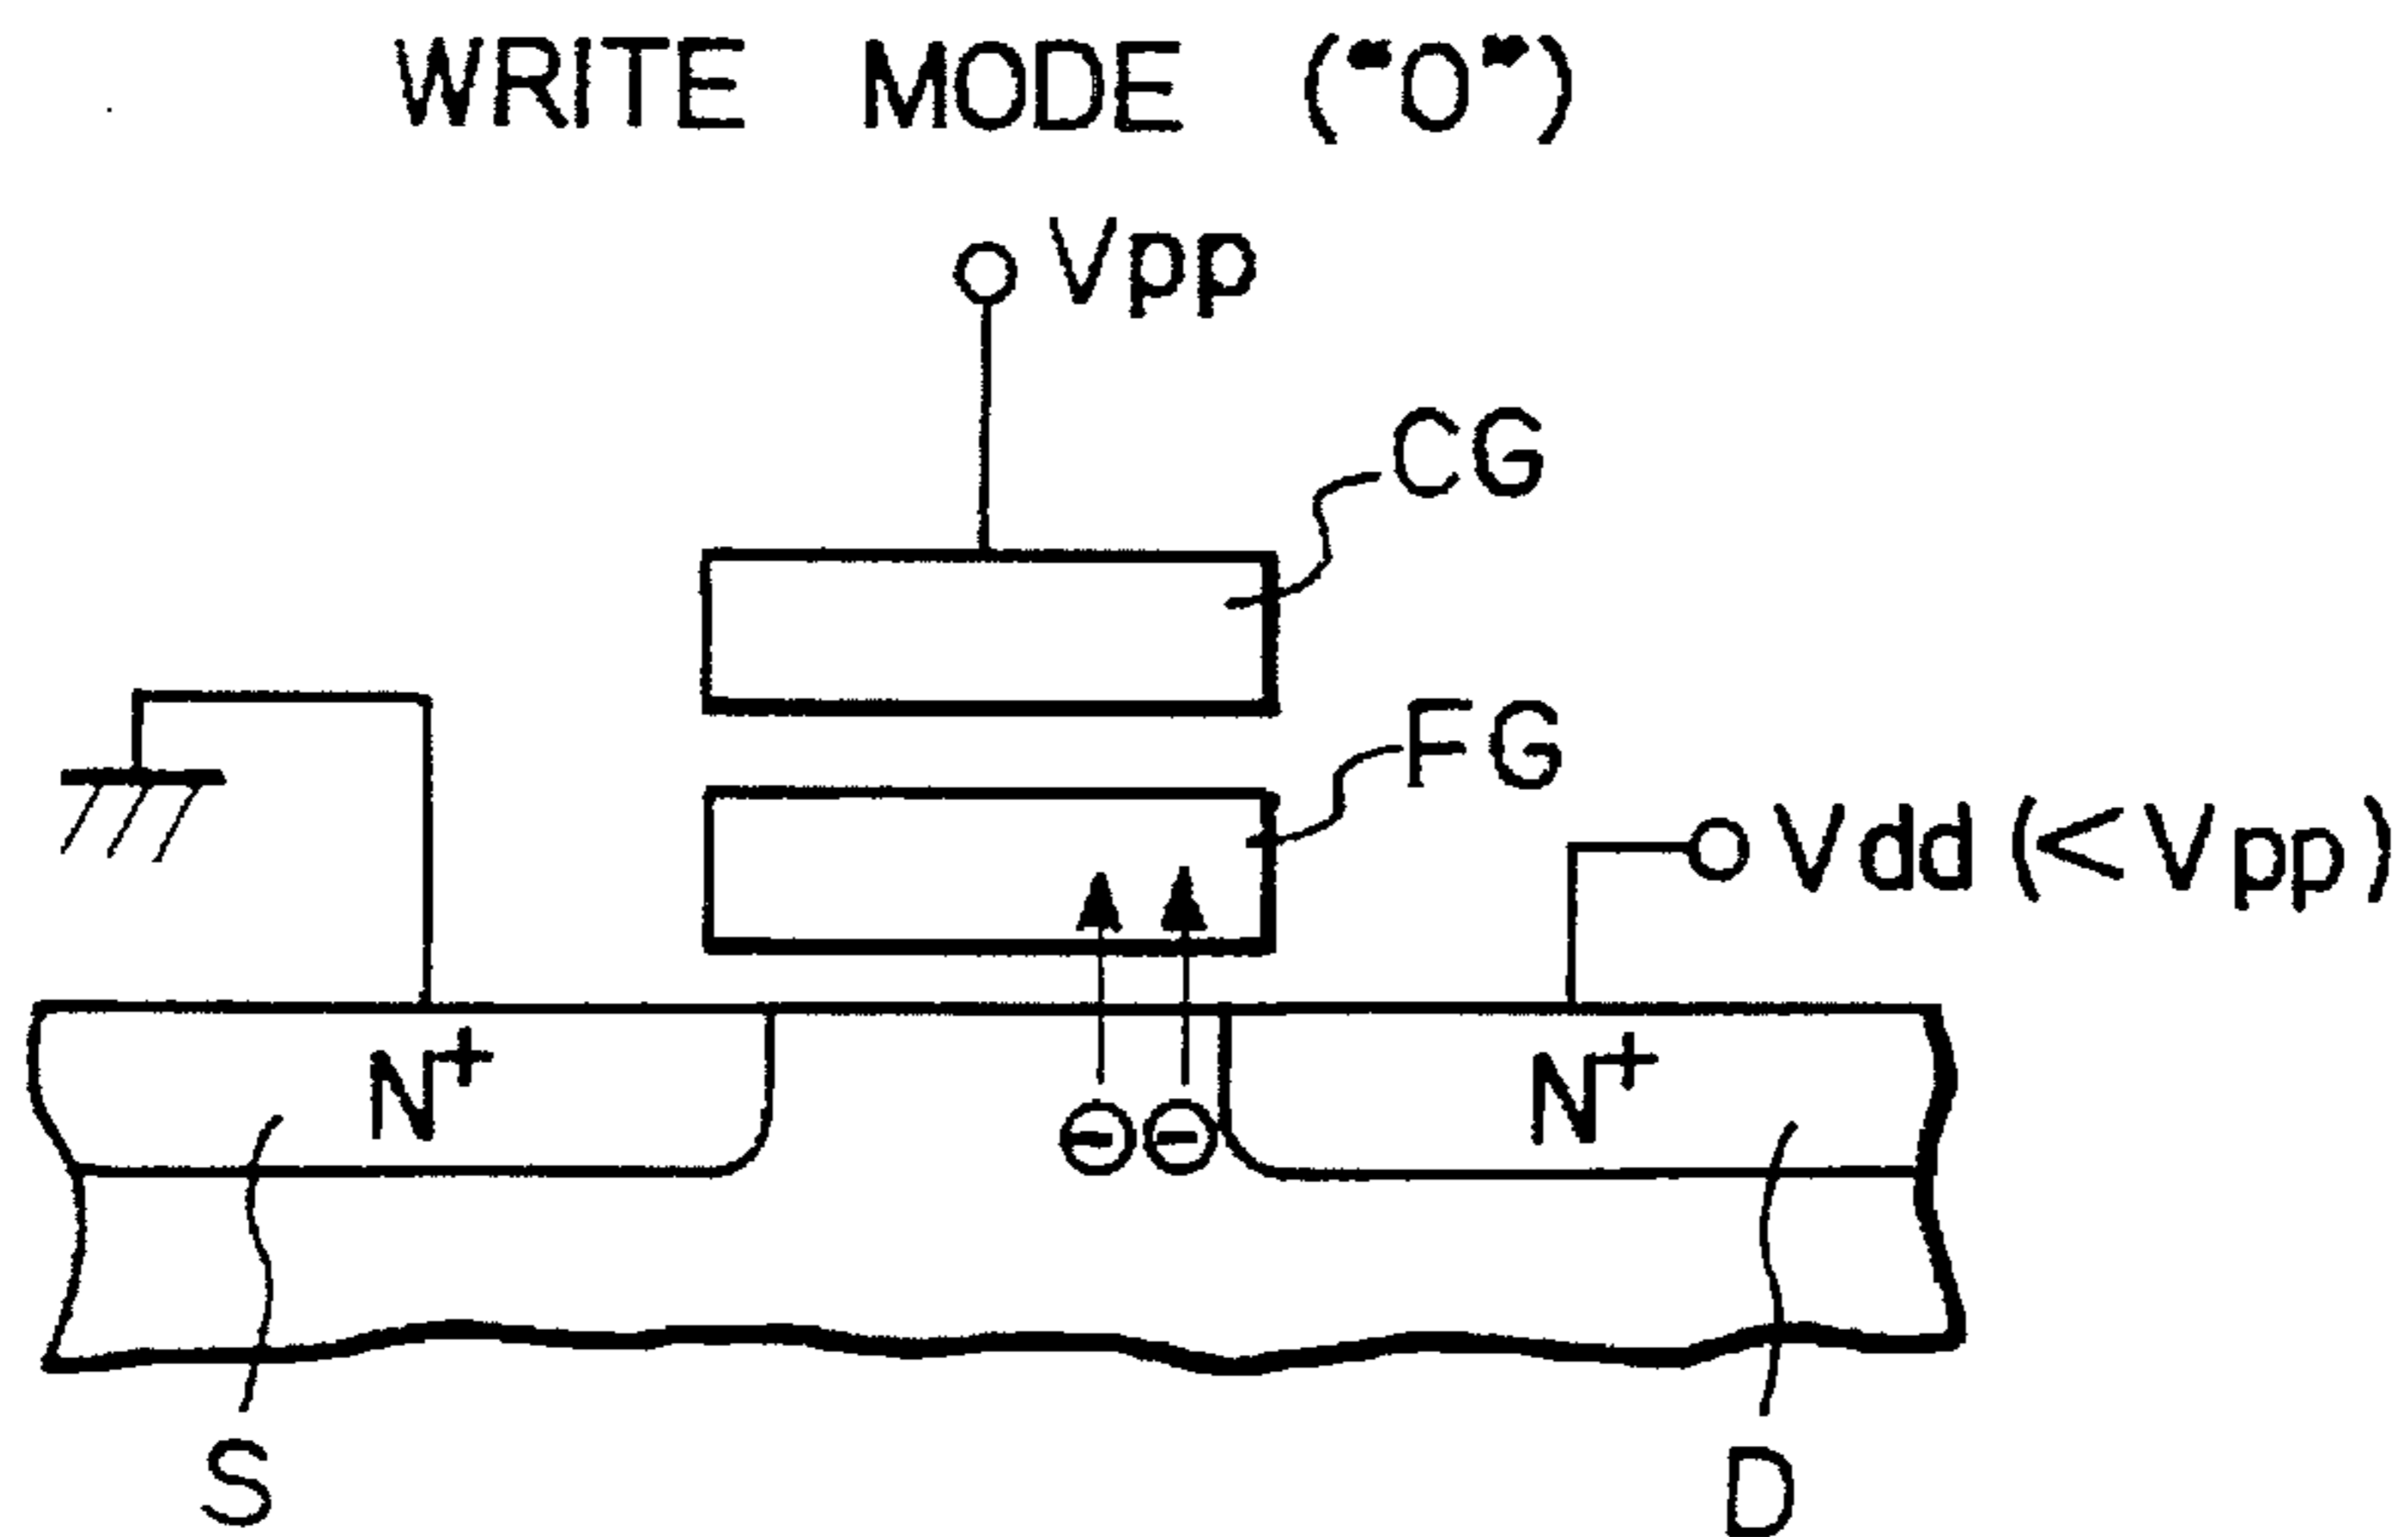 WRITE MODE ("0")
Vpp
CG
FG
Vdd (< Vpp)
N+
N+
⊖ ⊖
S
D